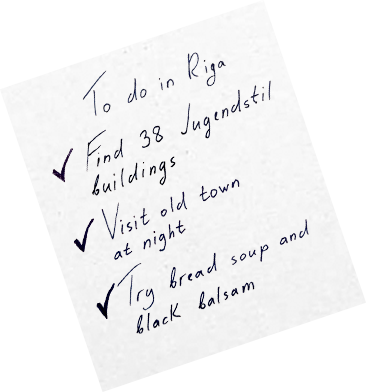 To do in Riga
✓ Find 38 Jugendstil
buildings
✓ Visit old town
at night
✓ Try bread soup and
black balsam